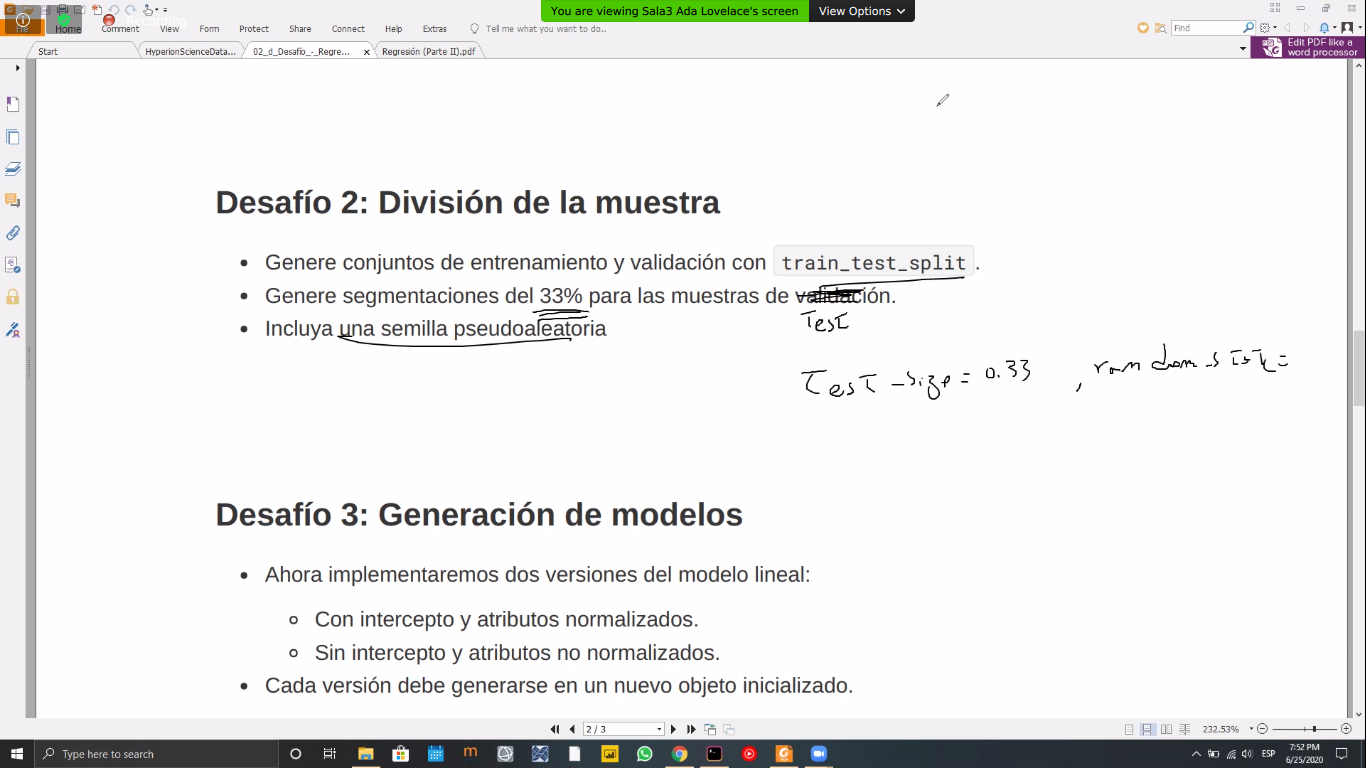 You are viewing Sala3 Ada Lovelace's screen
View Options
Recording
File Home Comment View Form Protect Share Connect Help Extras Tell me what you want to do..
Find
Start HyperionScienceData... 02_d_Desafío_-_Regre... Regresión (Parte II).pdf
Edit PDF like a
word processor
Desafío 2: División de la muestra
• Genere conjuntos de entrenamiento y validación con train_test_split.
• Genere segmentaciones del 33% para las muestras de validación.
Test
• Incluya una semilla pseudoaleatoria
Test_size = 0.33 , random_state =
Desafío 3: Generación de modelos
• Ahora implementaremos dos versiones del modelo lineal:
◦ Con intercepto y atributos normalizados.
◦ Sin intercepto y atributos no normalizados.
• Cada versión debe generarse en un nuevo objeto inicializado.
2 / 3
232.53%
Type here to search
ESP
7:52 PM
6/25/2020